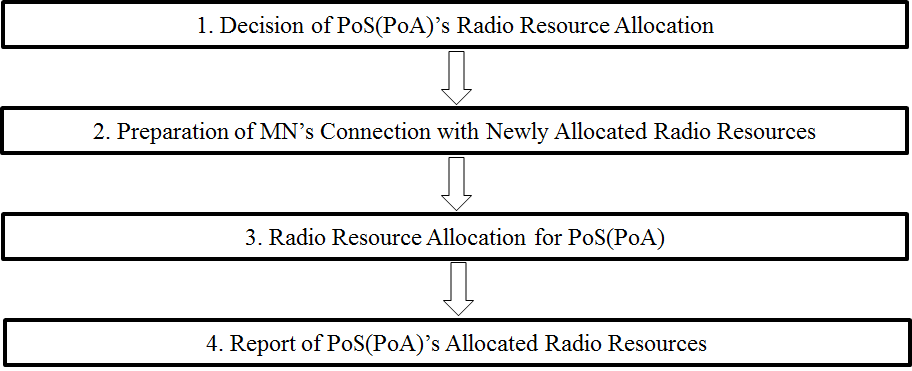 1. Decision of PoS(PoA)’s Radio Resource Allocation
2. Preparation of MN’s Connection with Newly Allocated Radio Resources
3. Radio Resource Allocation for PoS(PoA)
4. Report of PoS(PoA)’s Allocated Radio Resources